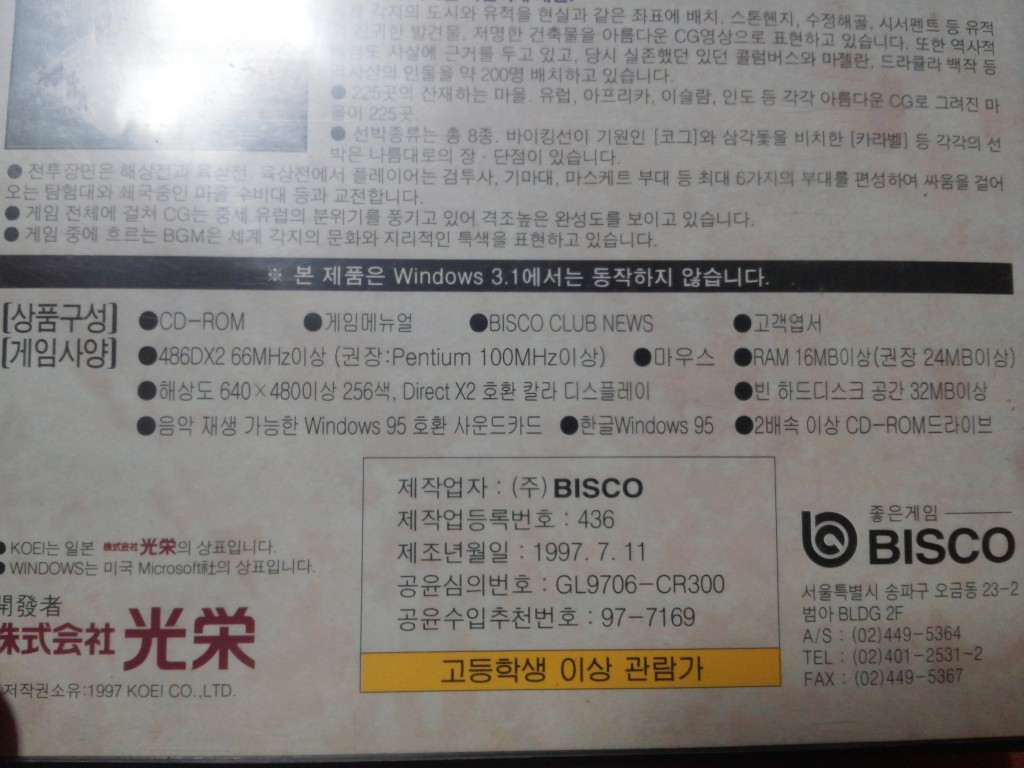 각지의 도시와 유적을 현실과 같은 좌표에 배치. 스톤헨지, 수정해골, 시서펜트 등 유적
진귀한 발견물, 저명한 건축물을 아름다운 CG영상으로 표현하고 있습니다. 또한 역사적
사실에 근거를 두고 있고, 당시 실존했던 있던 콜럼버스와 마젤란, 드라큘라 백작 등
역사상의 인물을 약 200명 배치하고 있습니다.
● 225곳의 산재하는 마을. 유럽, 아프리카, 이슬람, 인도 등 각각 아름다운 CG로 그려진 마
을이 225곳.
● 선박종류는 총 8종. 바이킹선이 기원인 [코그]와 삼각돛을 비치한 [카라벨] 등 각각의 선
박은 나름대로의 장·단점이 있습니다.
● 전투장면은 해상전과 육상전. 육상전에서 플레이어는 검투사, 기마대, 마스케트 부대 등 최대 6가지의 부대를 편성하여 싸움을 걸어
오는 탐험대와 쇄국중인 마을 수비대 등과 교전합니다.
● 게임 전체에 걸쳐 CG는 중세 유럽의 분위기를 풍기고 있어 격조높은 완성도를 보이고 있습니다.
● 게임 중에 흐르는 BGM은 세계 각지의 문화와 지리적인 특색을 표현하고 있습니다.
※ 본 제품은 Windows 3.1에서는 동작하지 않습니다.
[상품구성] ●CD-ROM ●게임메뉴얼 ●BISCO CLUB NEWS ●고객엽서
[게임사양] ●486DX2 66MHz이상 (권장:Pentium 100MHz이상) ●마우스 ●RAM 16MB이상(권장 24MB이상)
●해상도 640×480이상 256색, Direct X2 호환 칼라 디스플레이 ●빈 하드디스크 공간 32MB이상
●음악 재생 가능한 Windows 95 호환 사운드카드 ●한글Windows 95 ●2배속 이상 CD-ROM드라이브
제작업자 : (주) BISCO
제작업등록번호 : 436
제조년월일 : 1997. 7. 11
공윤심의번호 : GL9706-CR300
공윤수입추천번호 : 97-7169
고등학생 이상 관람가
● KOEI는 일본 株式会社 光栄의 상표입니다.
● WINDOWS는 미국 Microsoft社의 상표입니다.
開發者
株式会社 光栄
저작권소유:1997 KOEI CO.,LTD.
좋은게임
BISCO
서울특별시 송파구 오금동 23-2
범아 BLDG 2F
A/S : (02)449-5364
TEL : (02)401-2531~2
FAX : (02)449-5367